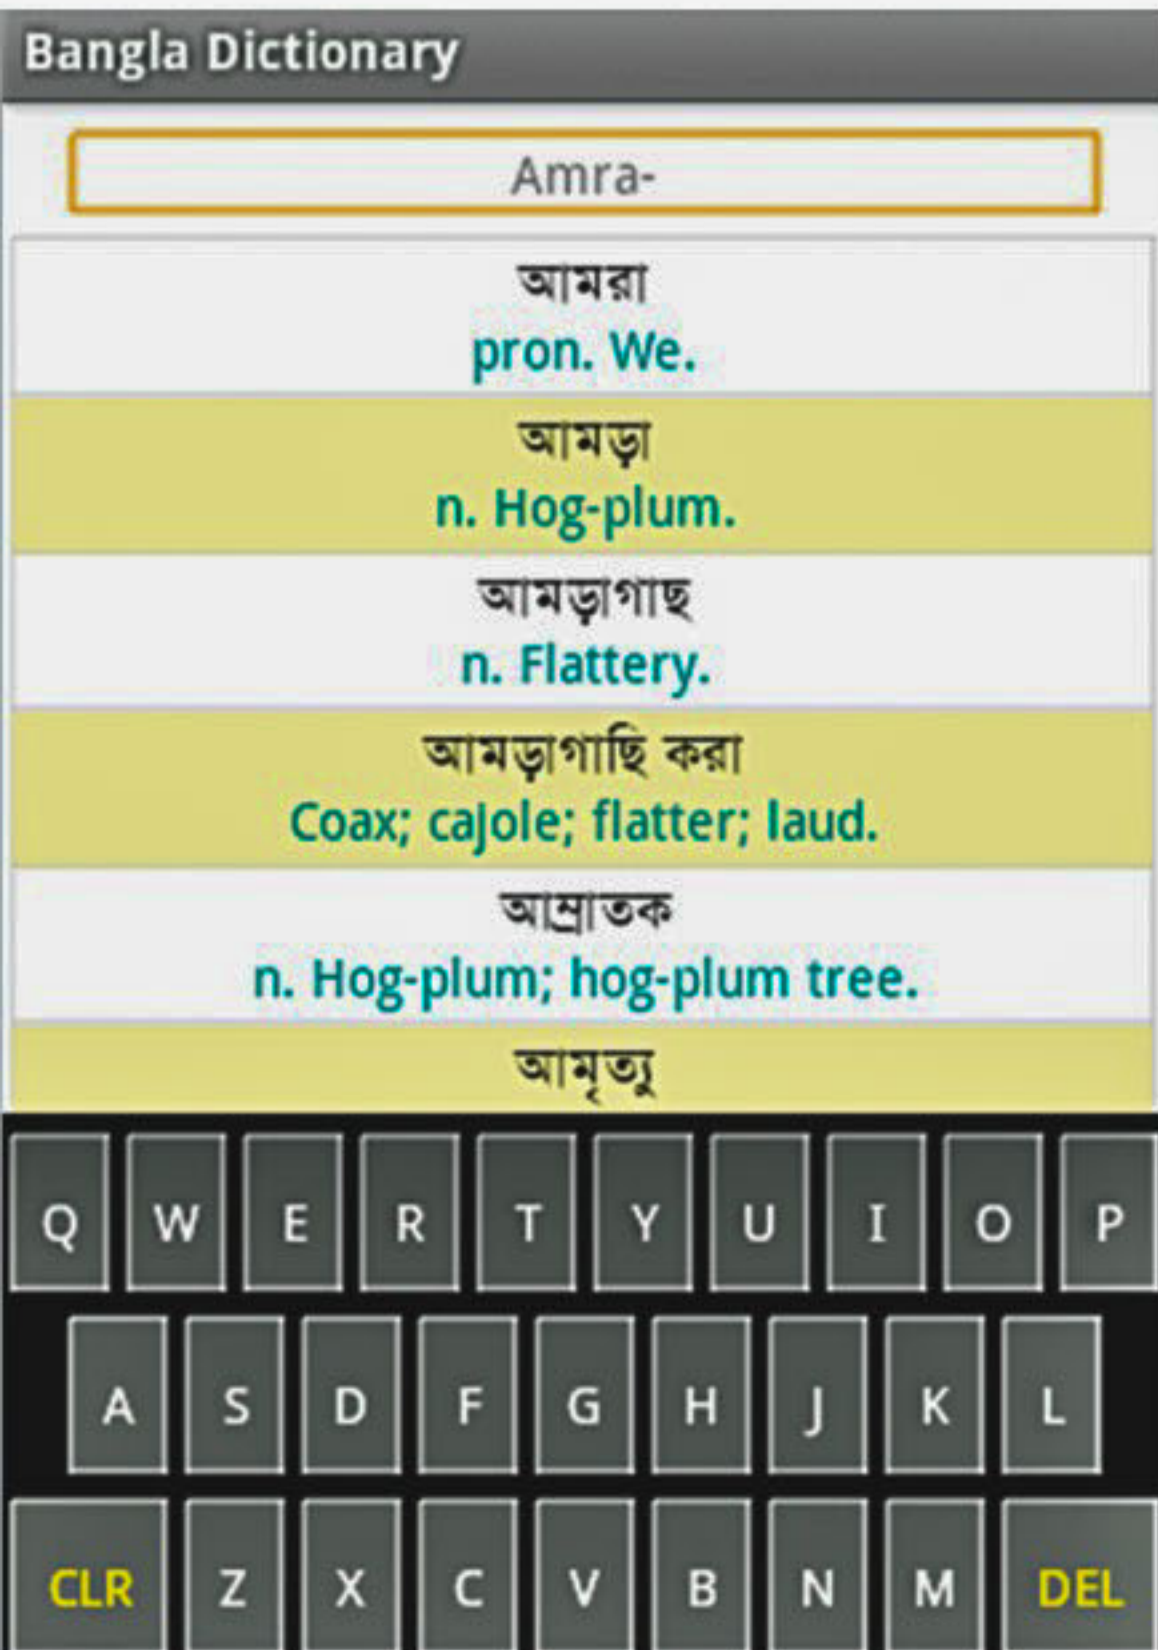 Bangla Dictionary
Amra-
আমরা
pron. We.
আমড়া
n. Hog-plum.
আমড়াগাছ
n. Flattery.
আমড়াগাছি করা
Coax; cajole; flatter; laud.
আম্রাতক
n. Hog-plum; hog-plum tree.
আমৃত্যু
Q W E R T Y U I O P
A S D F G H J K L
CLR Z X C V B N M DEL